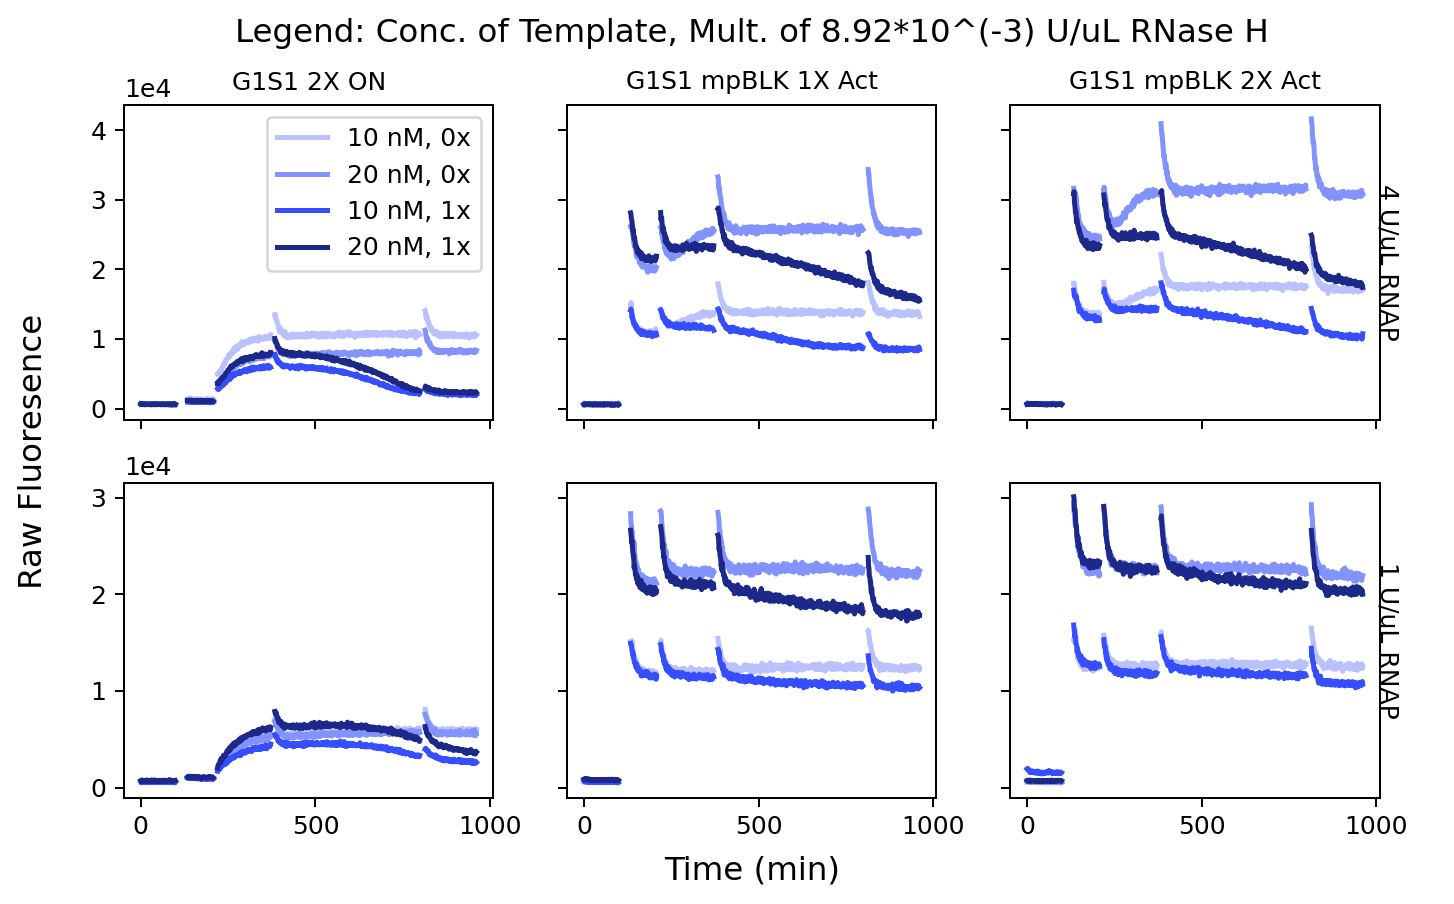 Legend: Conc. of Template, Mult. of 8.92*10^(-3) U/uL RNase H
G1S1 2X ON
G1S1 mpBLK 1X Act
G1S1 mpBLK 2X Act
1e4
4
3
2
1
0
10 nM, 0x
20 nM, 0x
10 nM, 1x
20 nM, 1x
4 U/uL RNAP
Raw Fluoresence
1e4
3
2
1
0
1 U/uL RNAP
0
500
1000
0
500
1000
0
500
1000
Time (min)